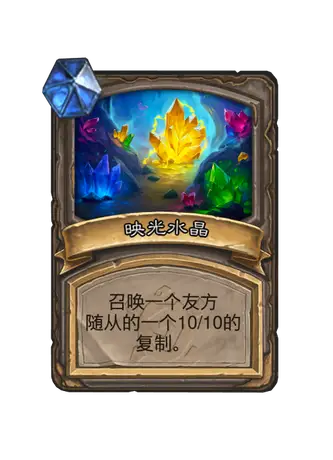 映光水晶
召唤一个友方
随从的一个10/10的
复制。